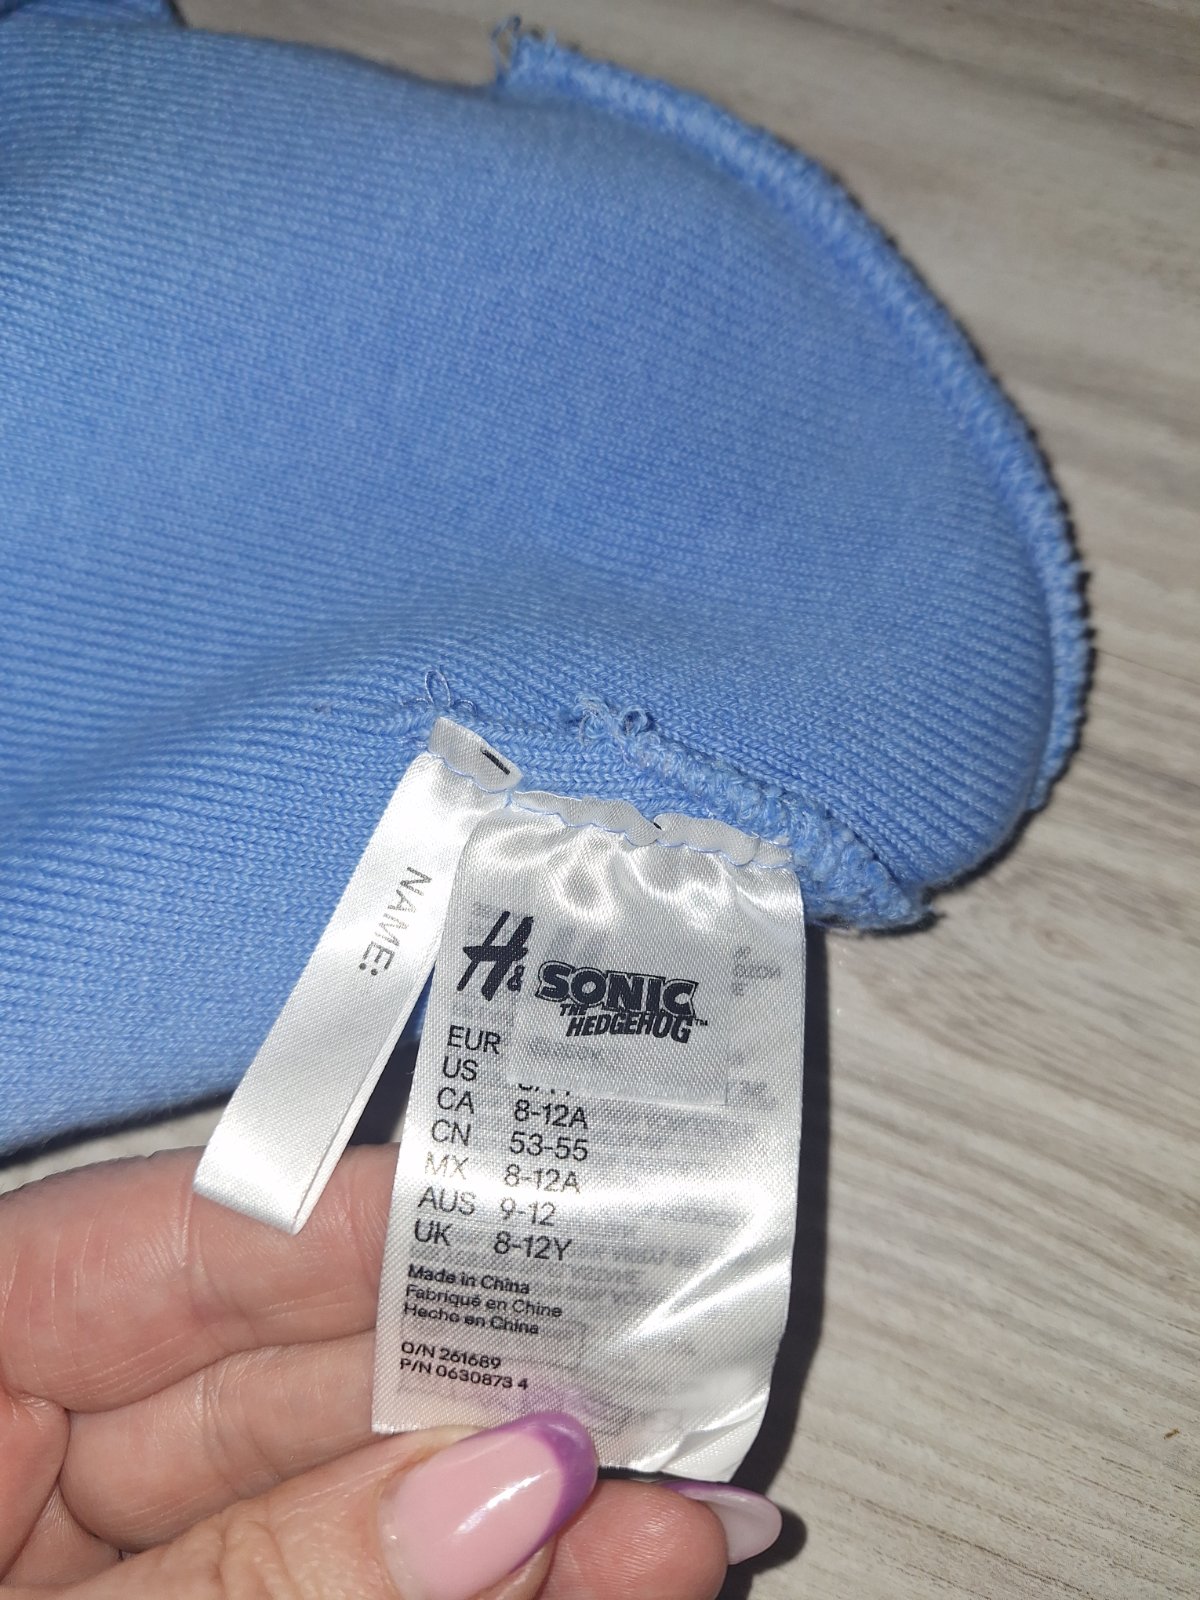 NAME:
H& SONIC
THE
HEDGEHOG™
EUR
US
CA 8-12A
CN 53-55
MX 8-12A
AUS 9-12
UK 8-12Y
Made in China
Fabriqué en Chine
Hecho en China
O/N 261689
P/N 0630873 4